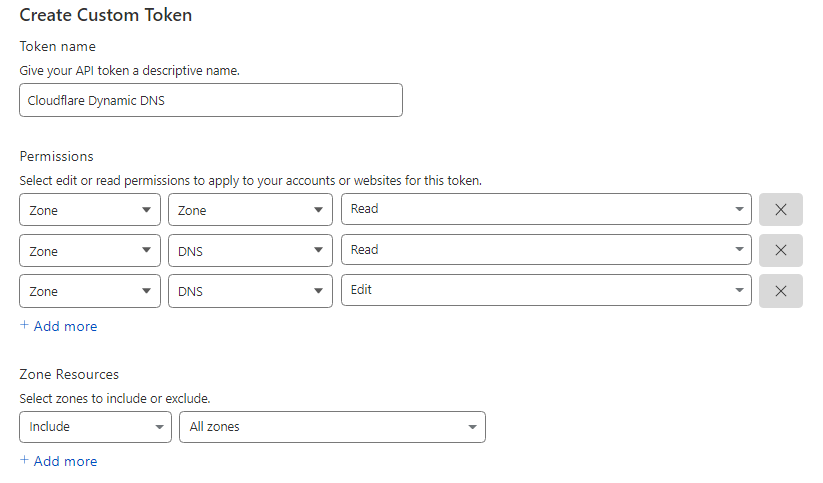 Create Custom Token
Token name
Give your API token a descriptive name.
Cloudflare Dynamic DNS
Permissions
Select edit or read permissions to apply to your accounts or websites for this token.
Zone Zone Read
Zone DNS Read
Zone DNS Edit
+ Add more
Zone Resources
Select zones to include or exclude.
Include All zones
+ Add more